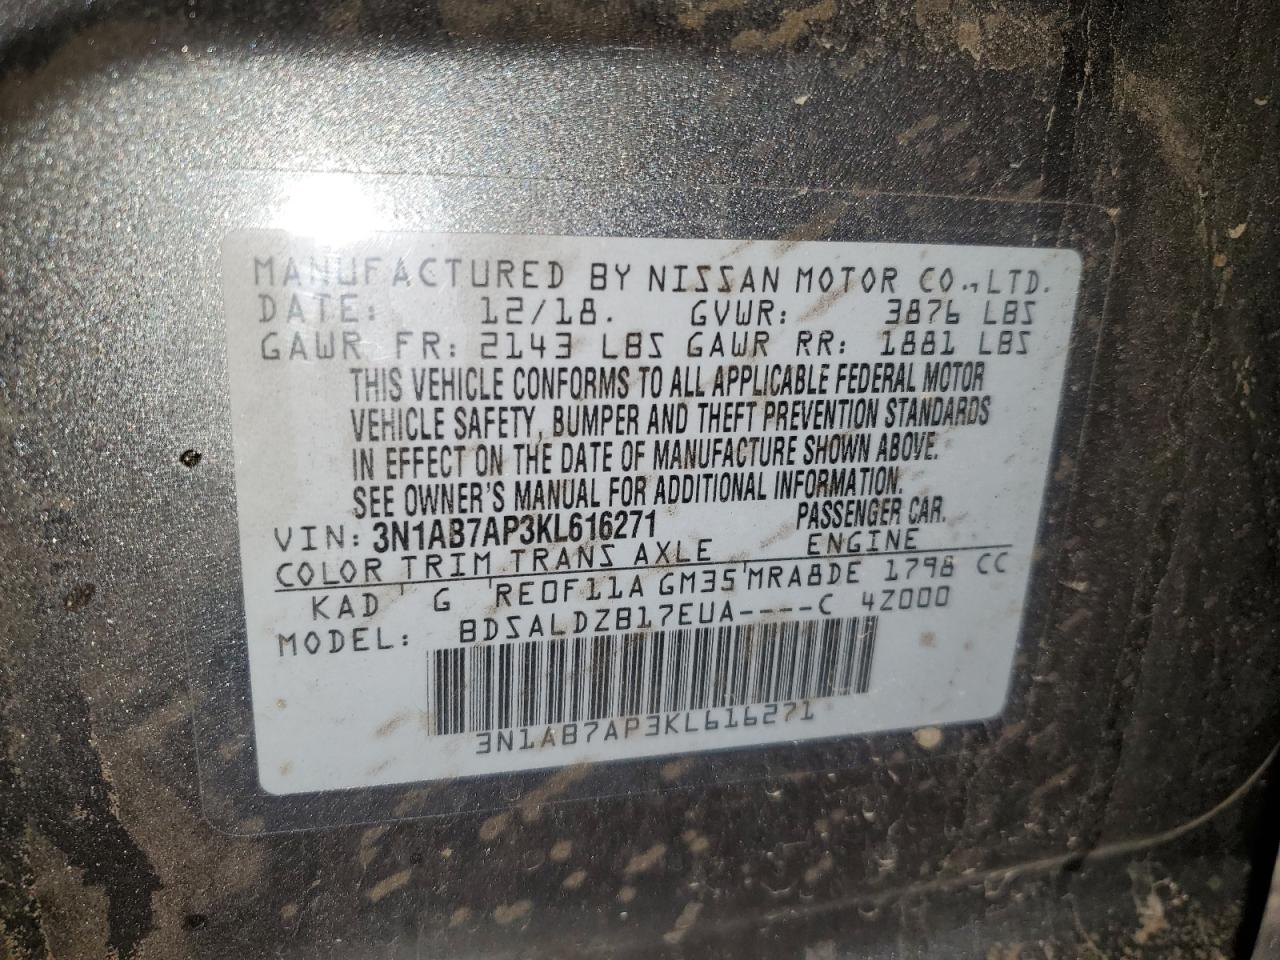 MANUFACTURED BY NISSAN MOTOR CO., LTD.
DATE: 12/18. GVWR: 3876 LBS
GAWR FR: 2143 LBS GAWR RR: 1881 LBS
THIS VEHICLE CONFORMS TO ALL APPLICABLE FEDERAL MOTOR
VEHICLE SAFETY, BUMPER AND THEFT PREVENTION STANDARDS
IN EFFECT ON THE DATE OF MANUFACTURE SHOWN ABOVE.
SEE OWNER'S MANUAL FOR ADDITIONAL INFORMATION.
VIN: 3N1AB7AP3KL616271 PASSENGER CAR.
COLOR TRIM TRANS AXLE ENGINE
KAD G RE0F11A GM35 MRA8DE 1798 CC
MODEL: BDSALDZB17EUA----C 4Z000
3N1AB7AP3KL616271